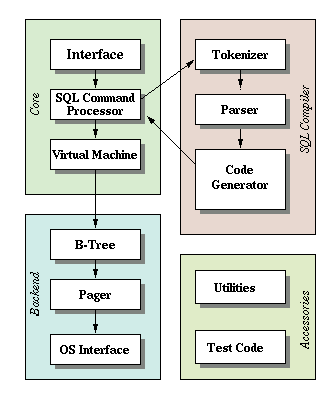 Core
Interface
SQL Command
Processor
Virtual Machine
SQL Compiler
Tokenizer
Parser
Code
Generator
Backend
B-Tree
Pager
OS Interface
Accessories
Utilities
Test Code